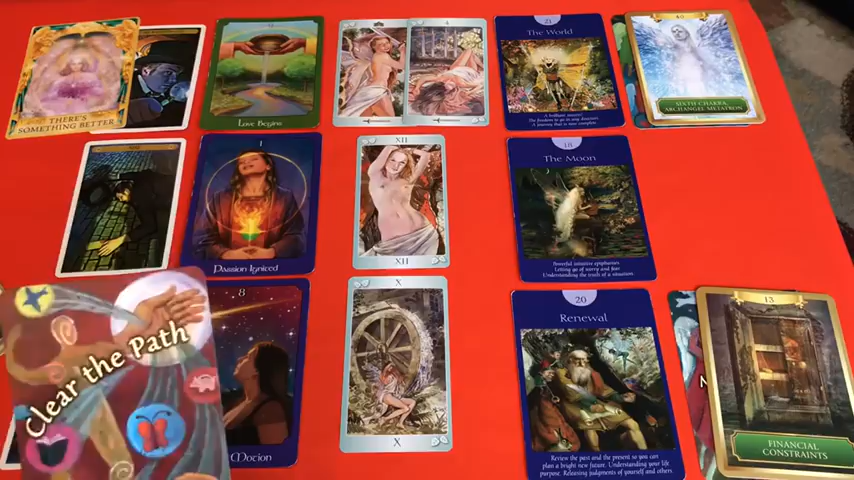 THERE'S
SOMETHING BETTER
Love Begins
4
21
The World
A brilliant success!
The freedom to go in any direction.
A journey that is now complete.
40
SIXTH CHAKRA,
ARCHANGEL METATRON
1
Passion Ignited
XII
XII
18
The Moon
Powerful intuitive epiphanies
Letting go of worry and fear
Understanding the truth of a situation.
Clear the Path
8
Motion
X
X
20
Renewal
Review the past and the present so you can
plan a bright new future. Understanding your life
purpose. Releasing judgments of yourself and others.
13
FINANCIAL
CONSTRAINTS